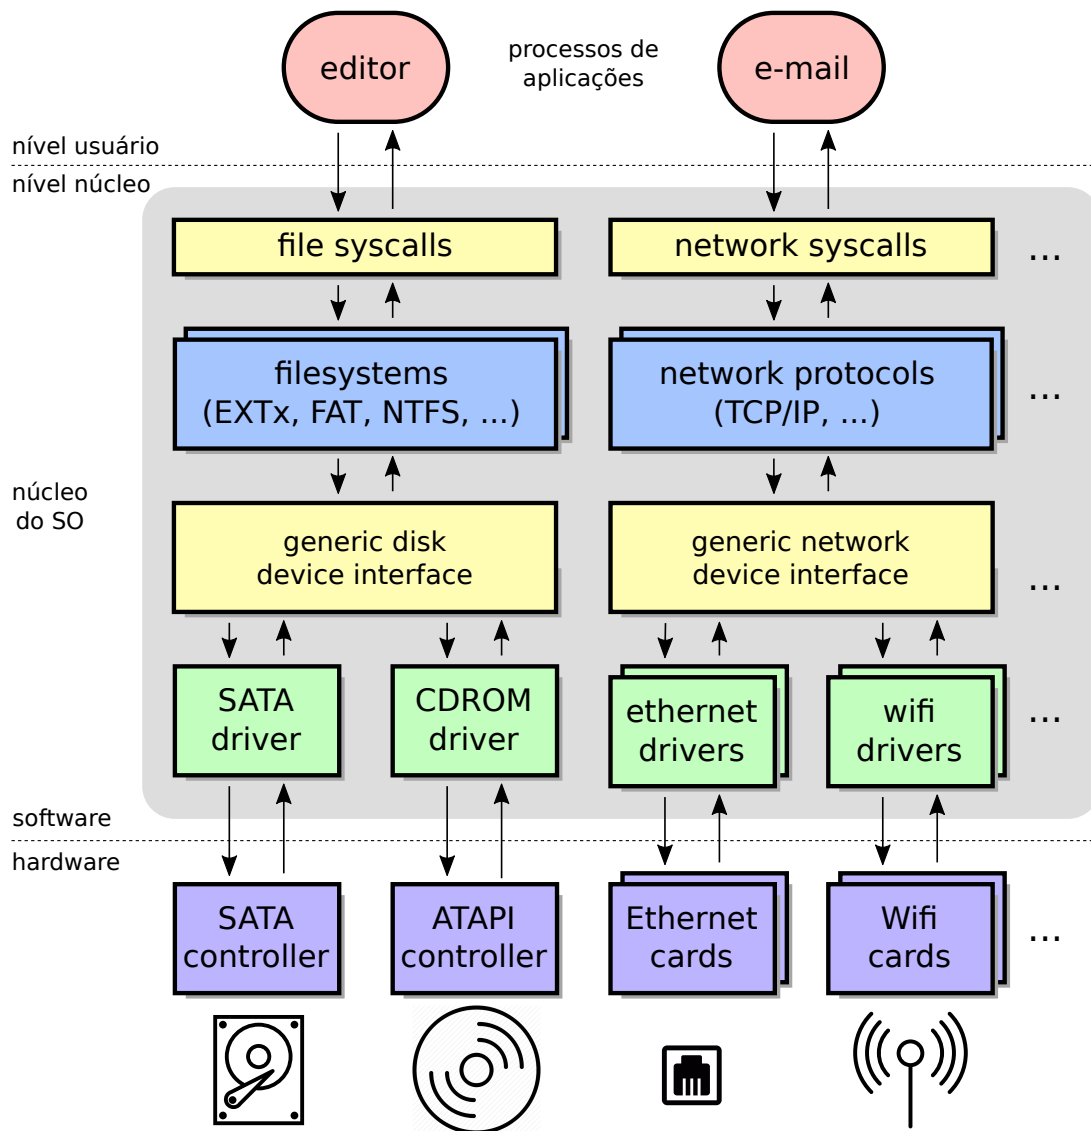 editor
processos de
aplicações
e-mail
nível usuário
nível núcleo
file syscalls
network syscalls
...
filesystems
(EXTx, FAT, NTFS, ...)
network protocols
(TCP/IP, ...)
...
núcleo
do SO
generic disk
device interface
generic network
device interface
...
SATA
driver
CDROM
driver
ethernet
drivers
wifi
drivers
...
software
hardware
SATA
controller
ATAPI
controller
Ethernet
cards
Wifi
cards
...